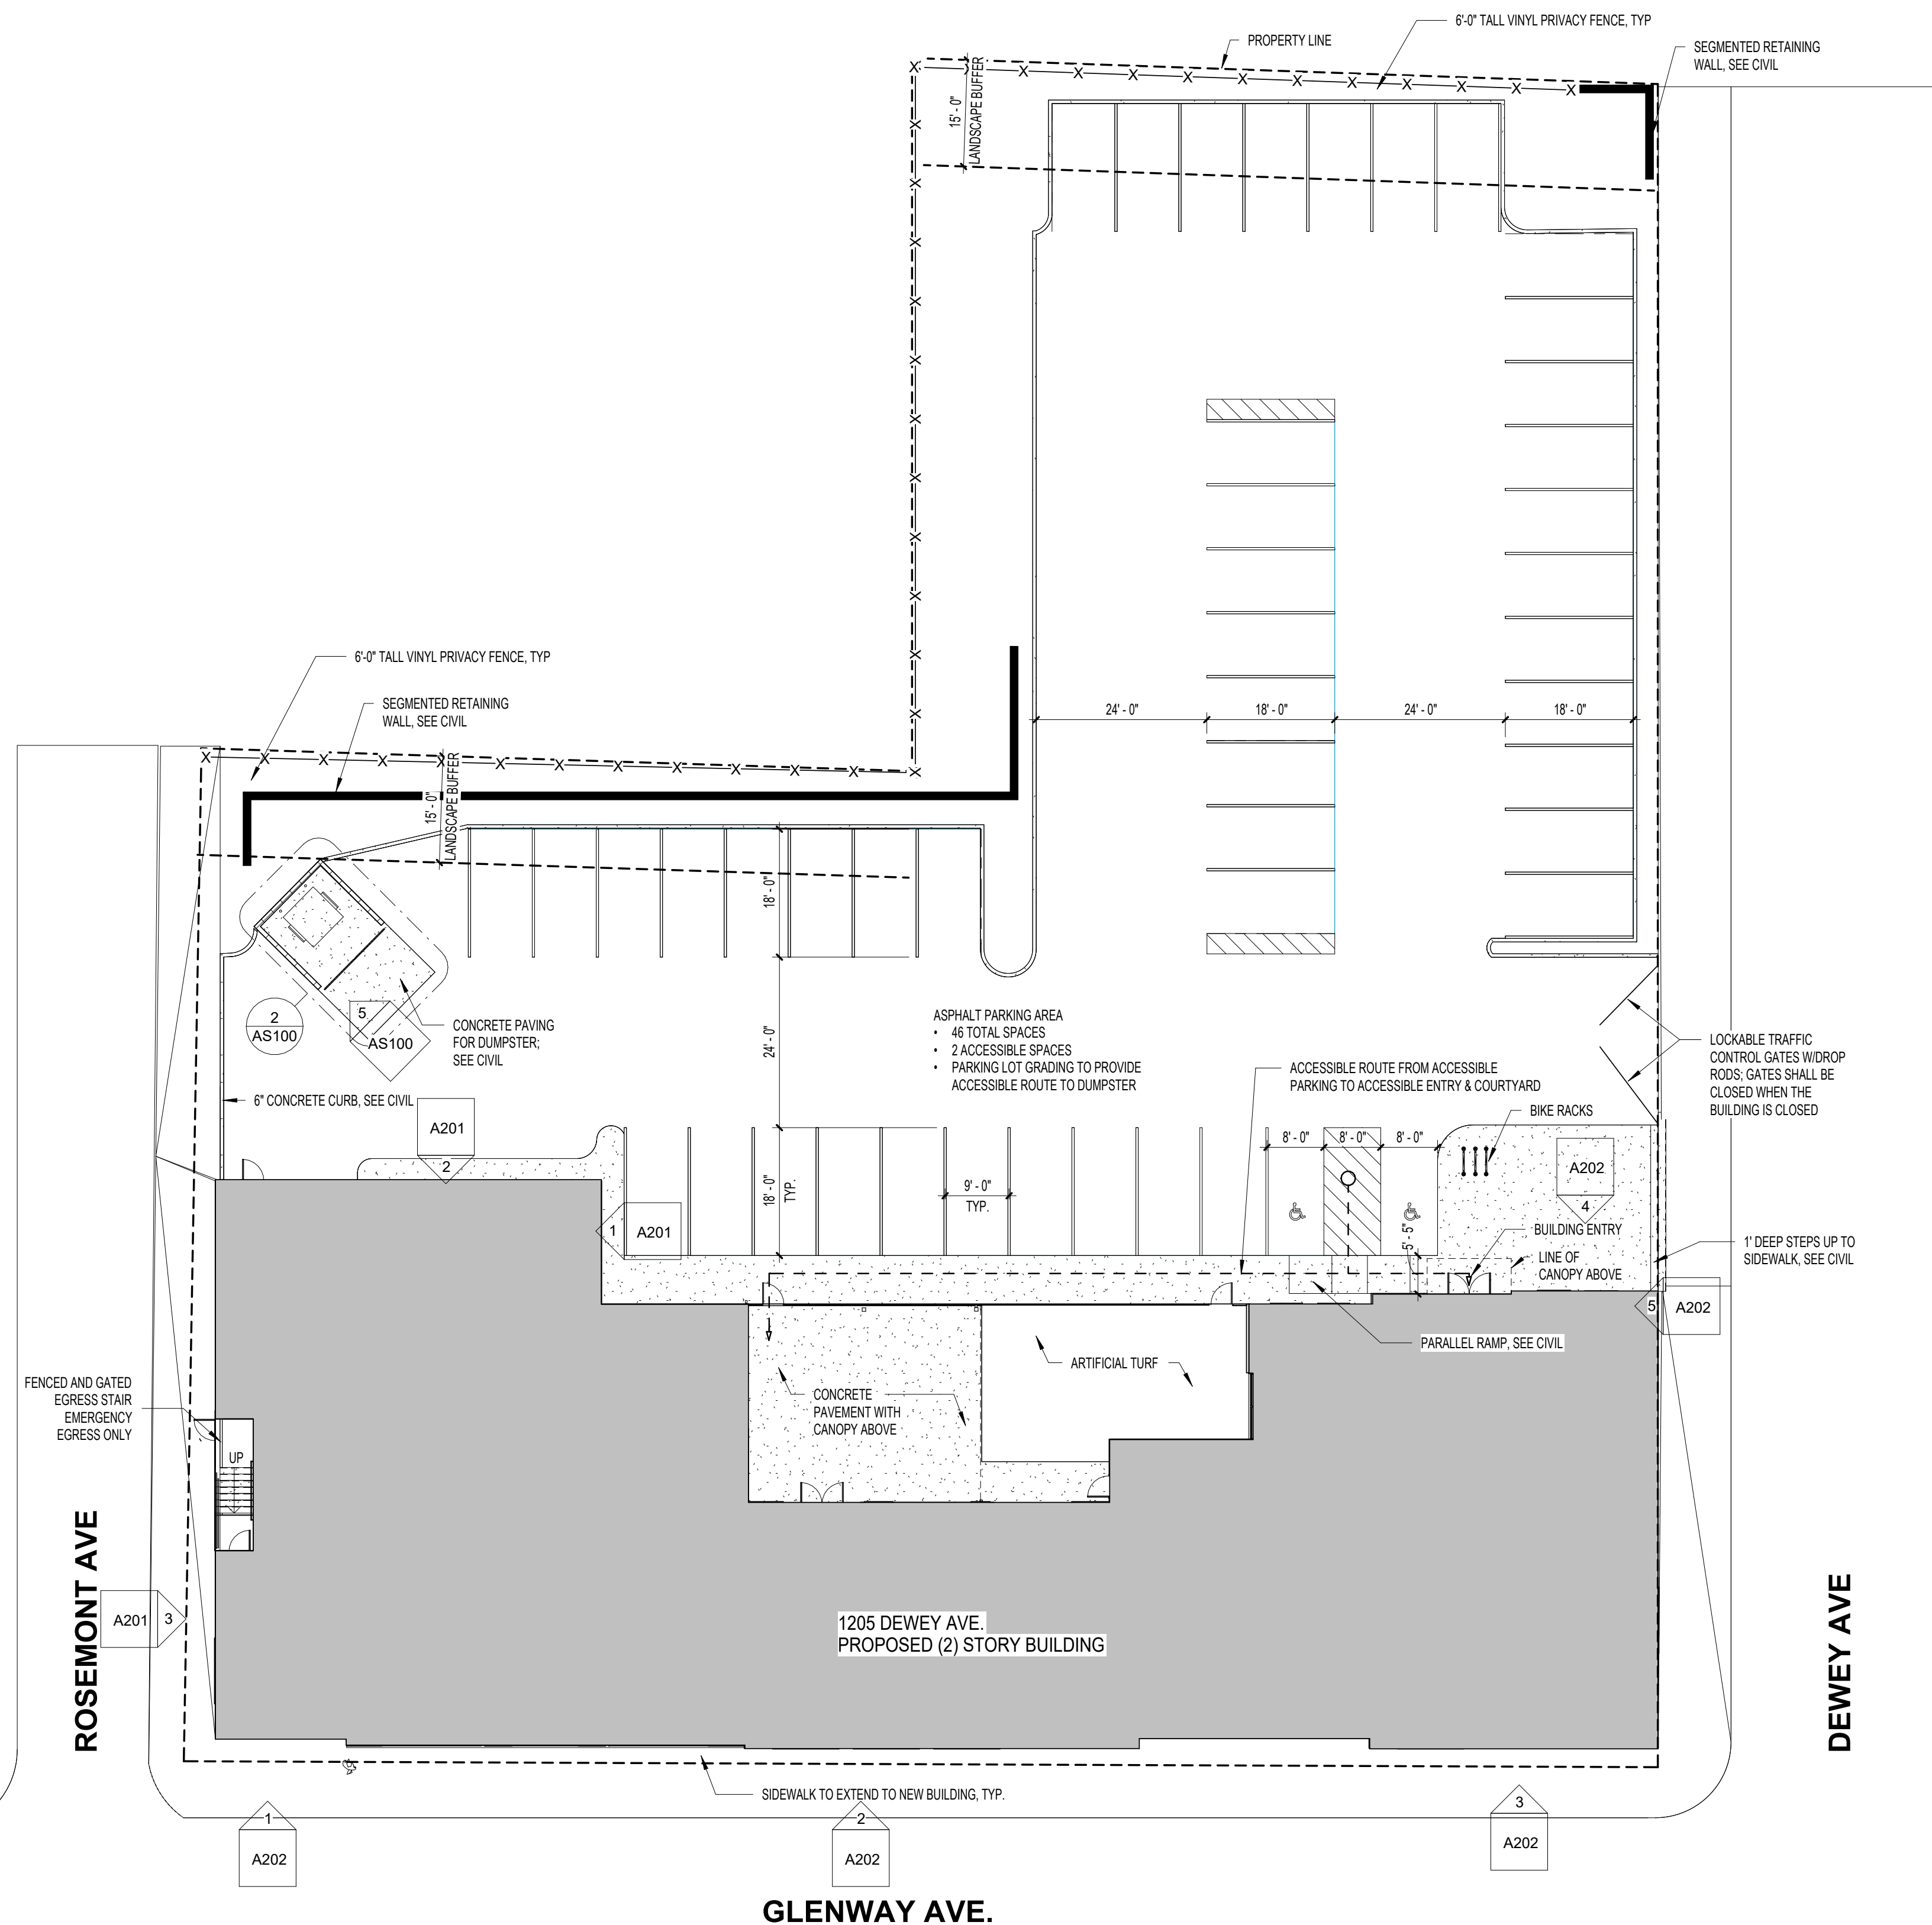 6'-0" TALL VINYL PRIVACY FENCE, TYP
PROPERTY LINE
SEGMENTED RETAINING
WALL, SEE CIVIL
15' - 0"
LANDSCAPE BUFFER
6'-0" TALL VINYL PRIVACY FENCE, TYP
SEGMENTED RETAINING
WALL, SEE CIVIL
24' - 0"
18' - 0"
24' - 0"
18' - 0"
15' - 0"
LANDSCAPE BUFFER
18' - 0"
2
AS100
5
AS100
CONCRETE PAVING
FOR DUMPSTER;
SEE CIVIL
24' - 0"
ASPHALT PARKING AREA
• 46 TOTAL SPACES
• 2 ACCESSIBLE SPACES
• PARKING LOT GRADING TO PROVIDE
ACCESSIBLE ROUTE TO DUMPSTER
ACCESSIBLE ROUTE FROM ACCESSIBLE
PARKING TO ACCESSIBLE ENTRY & COURTYARD
LOCKABLE TRAFFIC
CONTROL GATES W/DROP
RODS; GATES SHALL BE
CLOSED WHEN THE
BUILDING IS CLOSED
6" CONCRETE CURB, SEE CIVIL
BIKE RACKS
A201
2
8' - 0"
8' - 0"
8' - 0"
A202
4
18' - 0"
TYP.
9' - 0"
TYP.
1
A201
5' - 5"
BUILDING ENTRY
LINE OF
CANOPY ABOVE
1' DEEP STEPS UP TO
SIDEWALK, SEE CIVIL
5
A202
PARALLEL RAMP, SEE CIVIL
ARTIFICIAL TURF
CONCRETE
PAVEMENT WITH
CANOPY ABOVE
FENCED AND GATED
EGRESS STAIR
EMERGENCY
EGRESS ONLY
UP
ROSEMONT AVE
A201
3
1205 DEWEY AVE.
PROPOSED (2) STORY BUILDING
DEWEY AVE
SIDEWALK TO EXTEND TO NEW BUILDING, TYP.
1
A202
2
A202
3
A202
GLENWAY AVE.